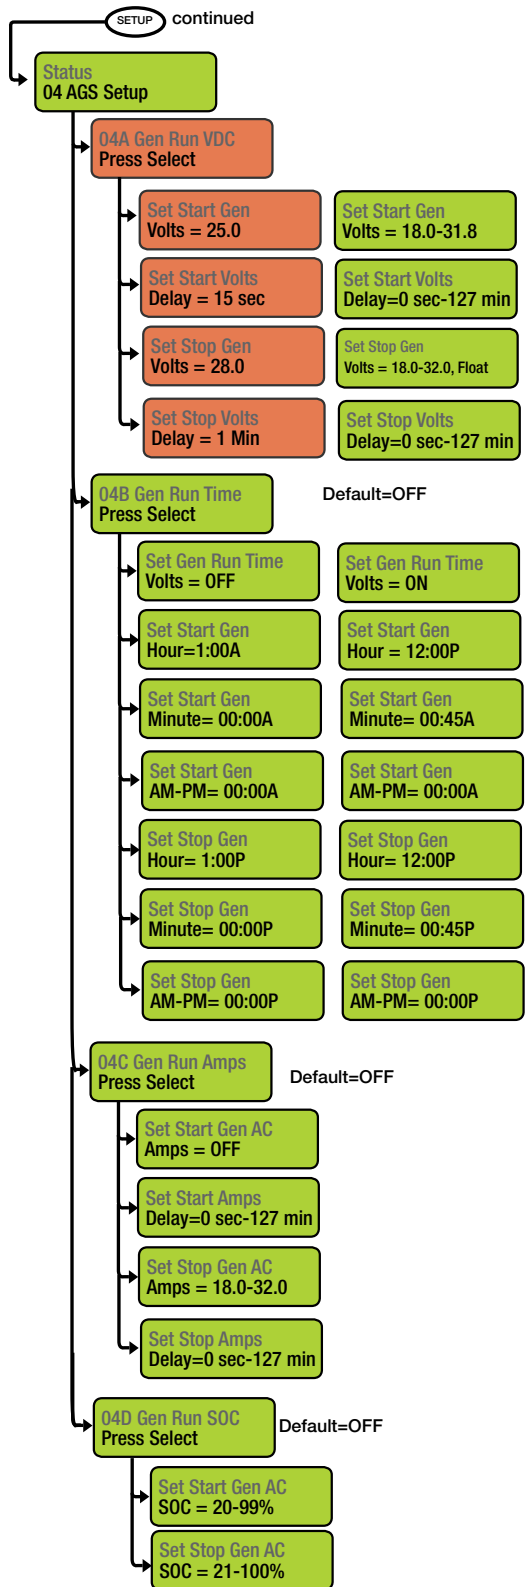 SETUP continued
Status
04 AGS Setup
04A Gen Run VDC
Press Select
Set Start Gen
Volts = 25.0
Set Start Gen
Volts = 18.0-31.8
Set Start Volts
Delay = 15 sec
Set Start Volts
Delay=0 sec-127 min
Set Stop Gen
Volts = 28.0
Set Stop Gen
Volts = 18.0-32.0, Float
Set Stop Volts
Delay = 1 Min
Set Stop Volts
Delay=0 sec-127 min
04B Gen Run Time
Press Select
Default=OFF
Set Gen Run Time
Volts = OFF
Set Gen Run Time
Volts = ON
Set Start Gen
Hour=1:00A
Set Start Gen
Hour = 12:00P
Set Start Gen
Minute= 00:00A
Set Start Gen
Minute= 00:45A
Set Start Gen
AM-PM= 00:00A
Set Start Gen
AM-PM= 00:00A
Set Stop Gen
Hour= 1:00P
Set Stop Gen
Hour= 12:00P
Set Stop Gen
Minute= 00:00P
Set Stop Gen
Minute= 00:45P
Set Stop Gen
AM-PM= 00:00P
Set Stop Gen
AM-PM= 00:00P
04C Gen Run Amps
Press Select
Default=OFF
Set Start Gen AC
Amps = OFF
Set Start Amps
Delay=0 sec-127 min
Set Stop Gen AC
Amps = 18.0-32.0
Set Stop Amps
Delay=0 sec-127 min
04D Gen Run SOC
Press Select
Default=OFF
Set Start Gen AC
SOC = 20-99%
Set Stop Gen AC
SOC = 21-100%